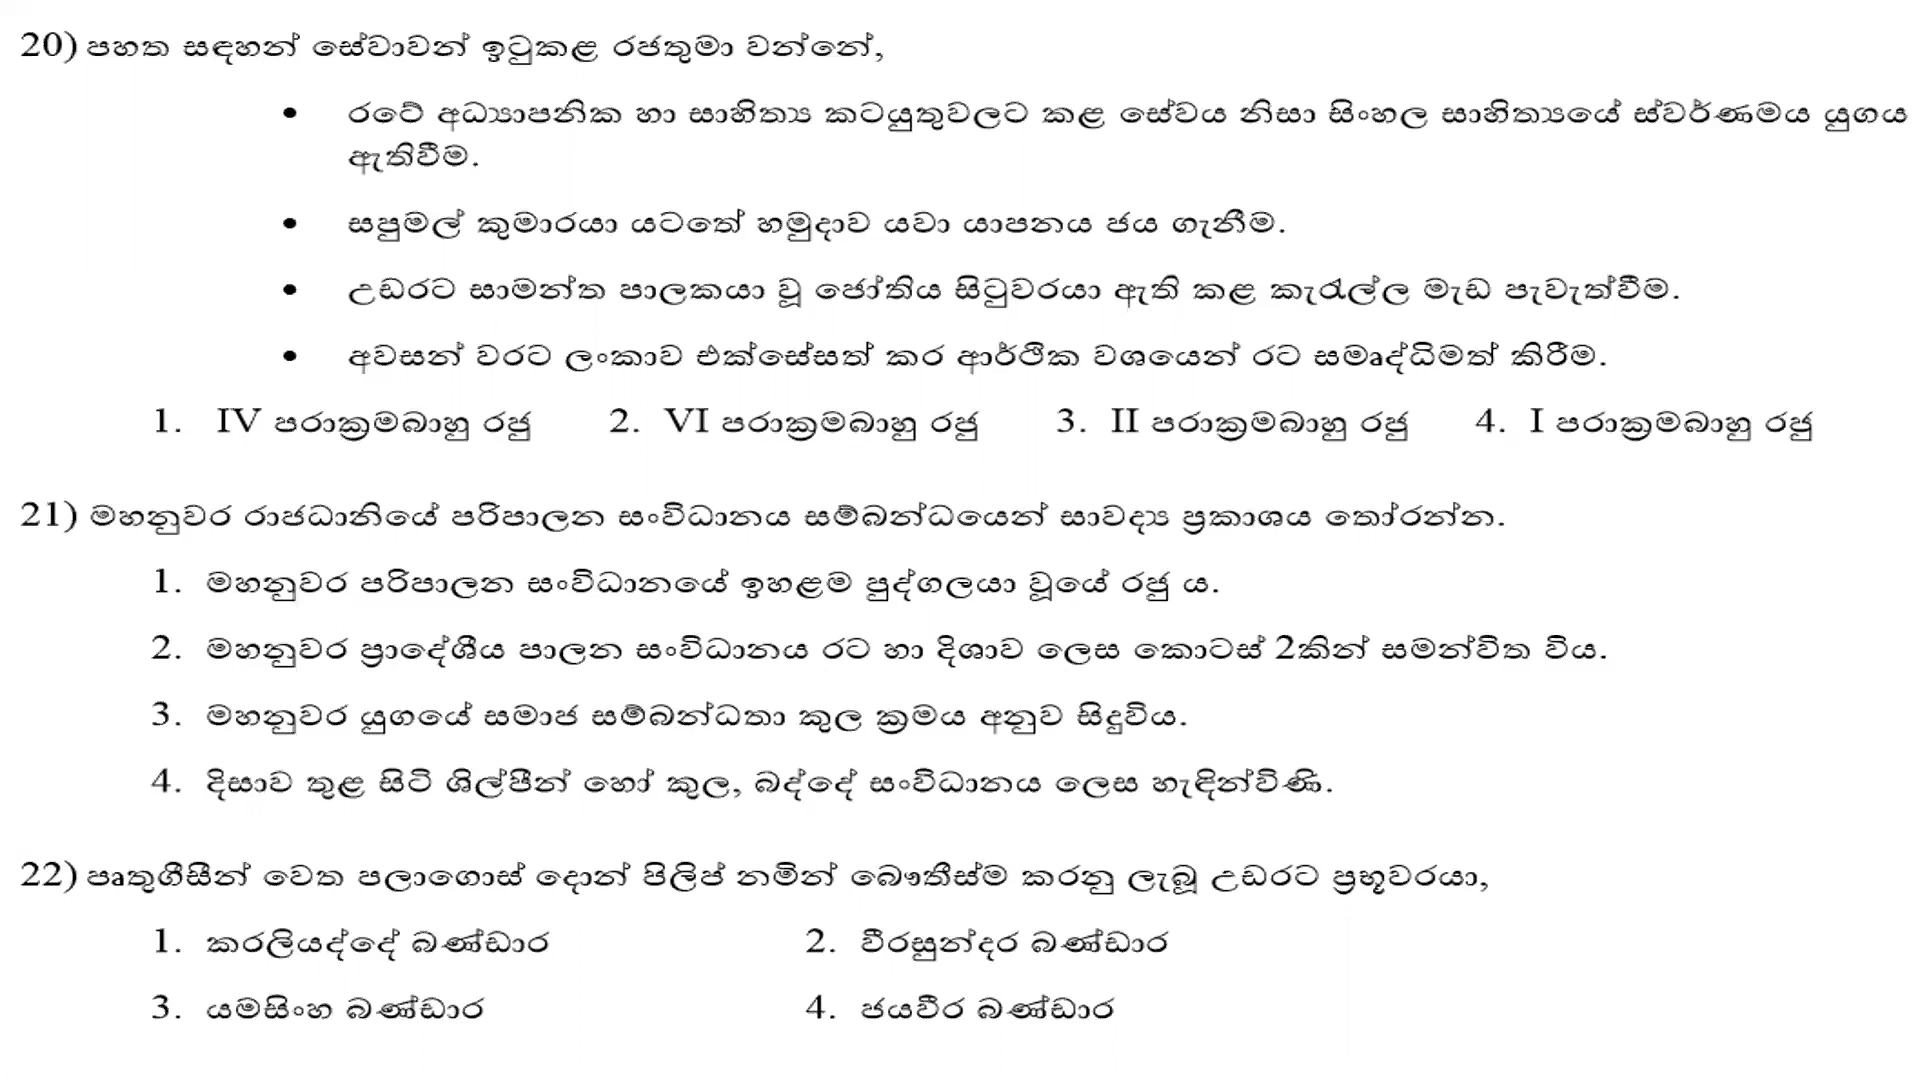 20) පහත සඳහන් සේවාවන් ඉටුකළ රජතුමා වන්නේ,
• රටේ අධ්‍යාපනික හා සාහිත්‍ය කටයුතුවලට කළ සේවය නිසා සිංහල සාහිත්‍යයේ ස්වර්ණමය යුගය
ඇතිවීම.
• සපුමල් කුමාරයා යටතේ හමුදාව යවා යාපනය ජය ගැනීම.
• උඩරට සාමන්ත පාලකයා වූ ජෝතිය සිටුවරයා ඇති කළ කැරැල්ල මැඩ පැවැත්වීම.
• අවසන් වරට ලංකාව එක්සේසත් කර ආර්ථික වශයෙන් රට සමෘද්ධිමත් කිරීම.
1. IV පරාක්‍රමබාහු රජු 2. VI පරාක්‍රමබාහු රජු 3. II පරාක්‍රමබාහු රජු 4. I පරාක්‍රමබාහු රජු
21) මහනුවර රාජධානියේ පරිපාලන සංවිධානය සම්බන්ධයෙන් සාවද්‍ය ප්‍රකාශය තෝරන්න.
1. මහනුවර පරිපාලන සංවිධානයේ ඉහළම පුද්ගලයා වූයේ රජු ය.
2. මහනුවර ප්‍රාදේශීය පාලන සංවිධානය රට හා දිශාව ලෙස කොටස් 2කින් සමන්විත විය.
3. මහනුවර යුගයේ සමාජ සම්බන්ධතා කුල ක්‍රමය අනුව සිදුවිය.
4. දිසාව තුළ සිටි ශිල්පීන් හෝ කුල, බද්දේ සංවිධානය ලෙස හැඳින්විණි.
22) පෘතුගීසීන් වෙත පලාගොස් දොන් පිලිප් නමින් බෞතීස්ම කරනු ලැබූ උඩරට ප්‍රභූවරයා,
1. කරලියද්දේ බණ්ඩාර 2. වීරසුන්දර බණ්ඩාර
3. යමසිංහ බණ්ඩාර 4. ජයවීර බණ්ඩාර